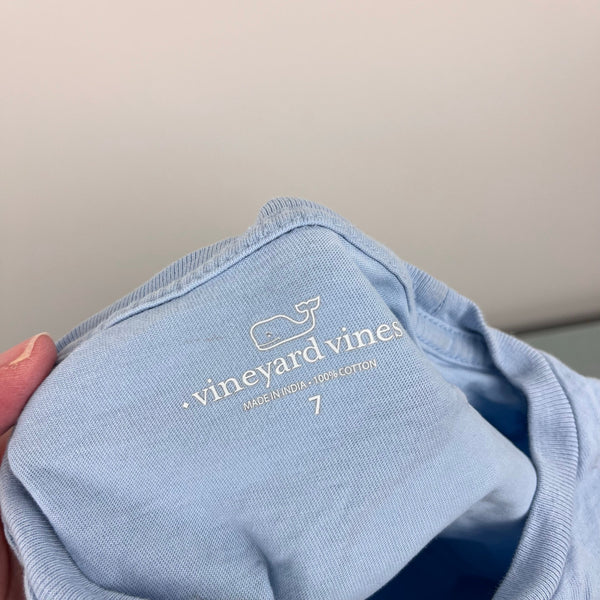 vineyard vines
MADE IN INDIA - 100% COTTON
7